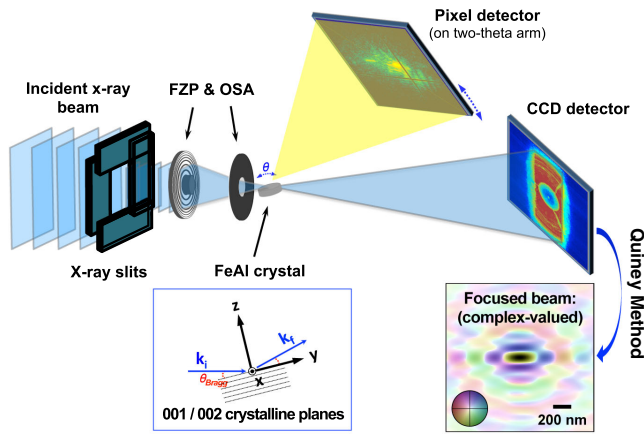 Pixel detector
(on two-theta arm)
Incident x-ray
beam
FZP & OSA
CCD detector
θ
X-ray slits
FeAl crystal
Quiney Method
Focused beam:
(complex-valued)
z
k_f
k_i
y
θ_Bragg
x
001 / 002 crystalline planes
200 nm